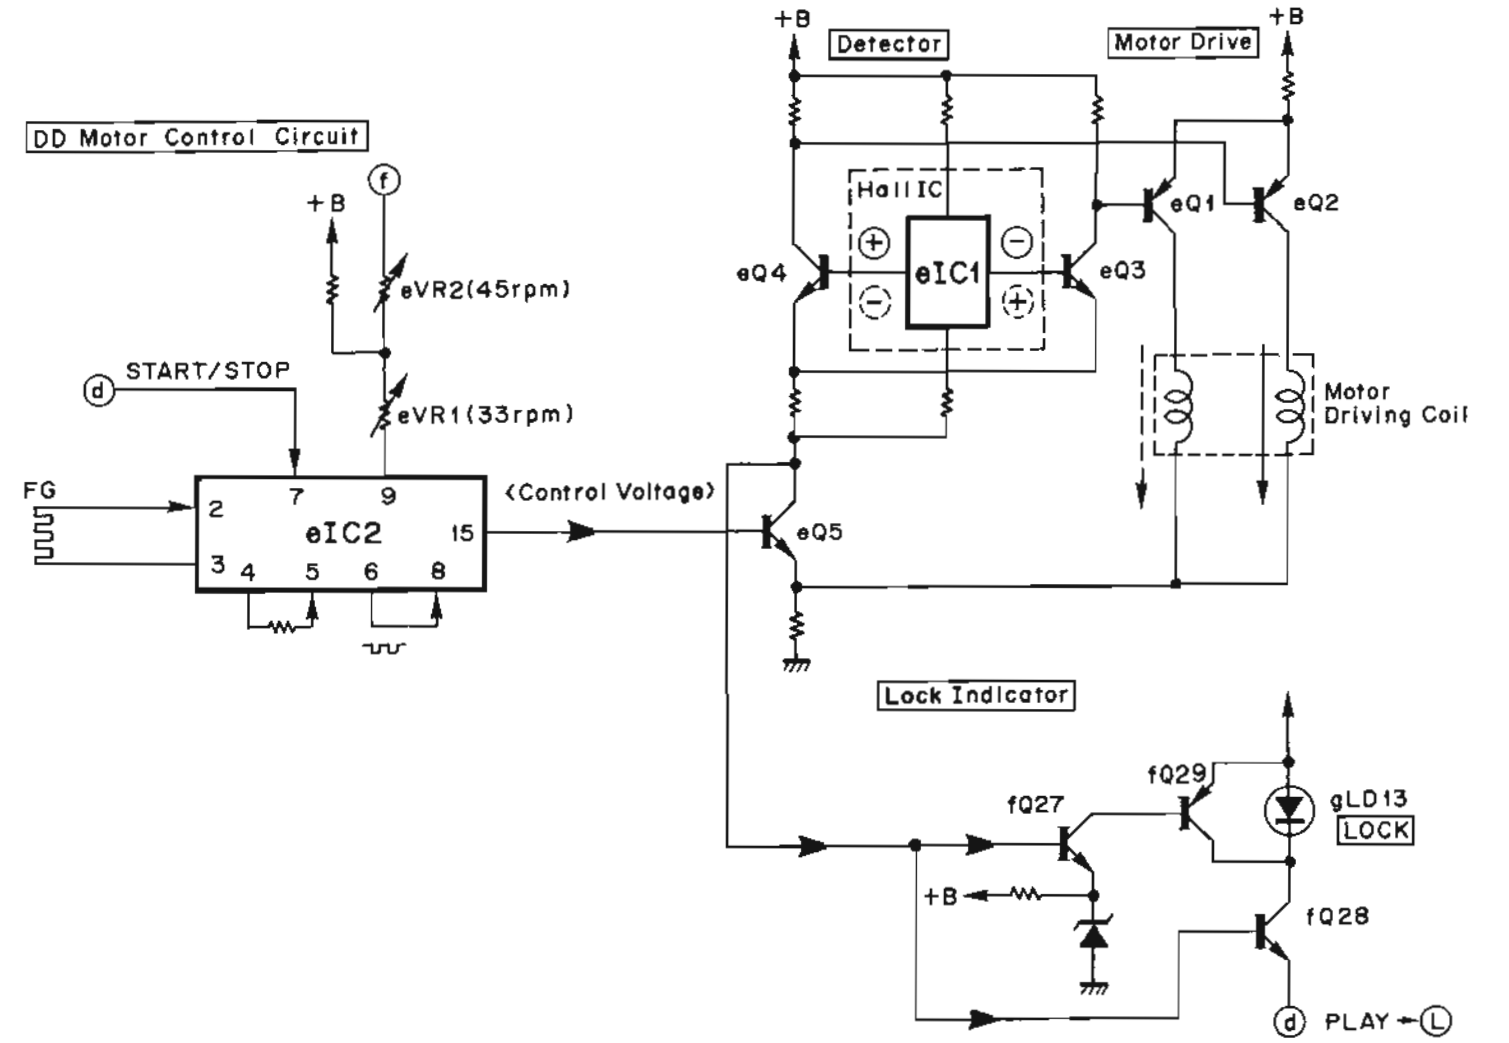 +B
Detector
Motor Drive
+B
DD Motor Control Circuit
f
+B
Hall IC
eQ1
eQ2
+
−
eQ4
eIC1
eQ3
−
+
eVR2(45rpm)
START/STOP
d
eVR1(33rpm)
Motor
Driving Coil
FG
7
9
<Control Voltage>
2
eIC2
15
eQ5
3
4
5
6
8
Lock Indicator
fQ29
fQ27
gLD13
LOCK
+B
fQ28
d
PLAY
L